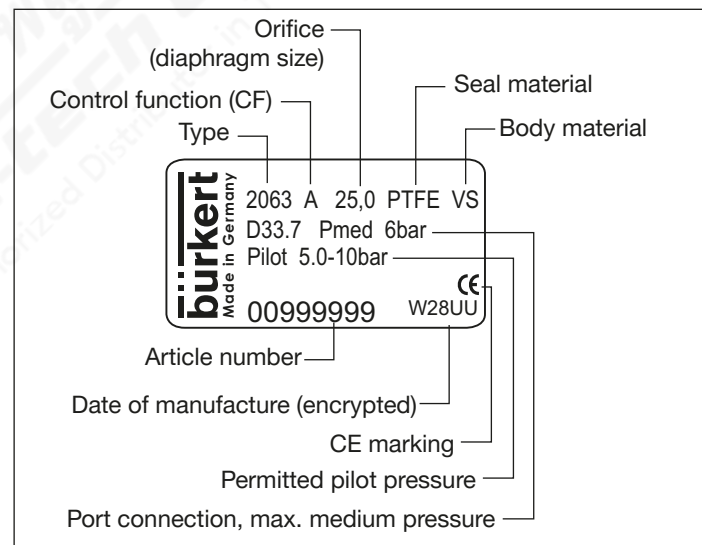 Orifice
(diaphragm size)
Control function (CF)
Seal material
Type
Body material
bürkert
Made in Germany
2063 A 25,0 PTFE VS
D33.7 Pmed 6bar
Pilot 5.0-10bar
CE
00999999 W28UU
Article number
Date of manufacture (encrypted)
CE marking
Permitted pilot pressure
Port connection, max. medium pressure